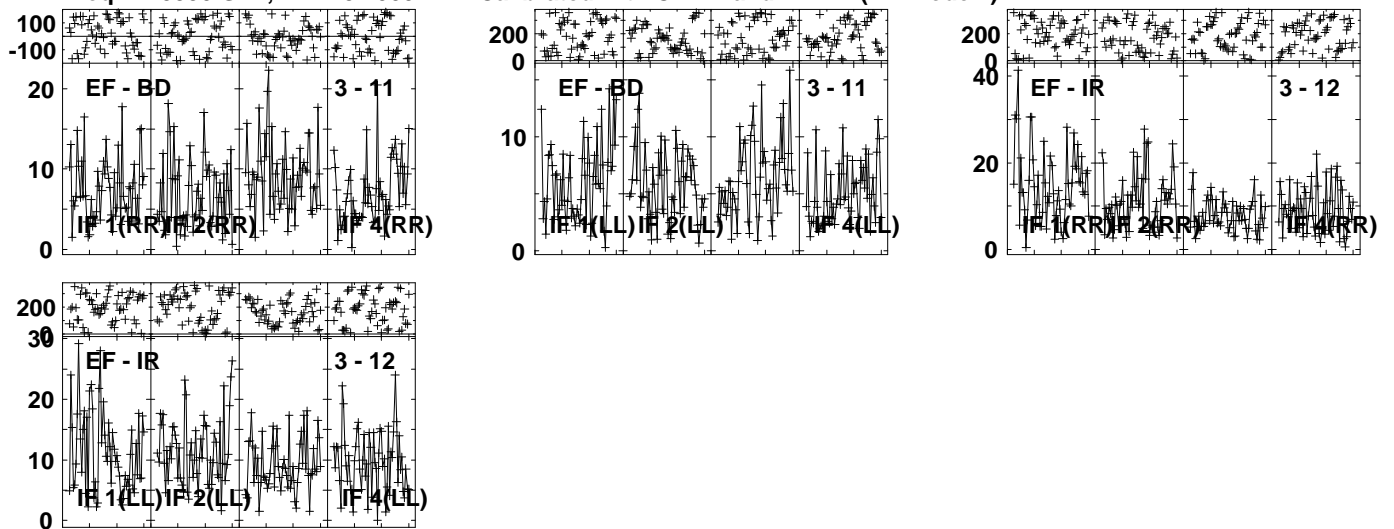 100
-100
20
10
0
EF - BD
3 - 11
IF 1(RR)
IF 2(RR)
IF 4(RR)
200
0
10
0
EF - BD
3 - 11
IF 1(LL)
IF 2(LL)
IF 4(LL)
200
0
40
20
0
EF - IR
3 - 12
IF 1(RR)
IF 2(RR)
IF 4(RR)
200
0
30
20
10
0
EF - IR
3 - 12
IF 1(LL)
IF 2(LL)
IF 4(LL)